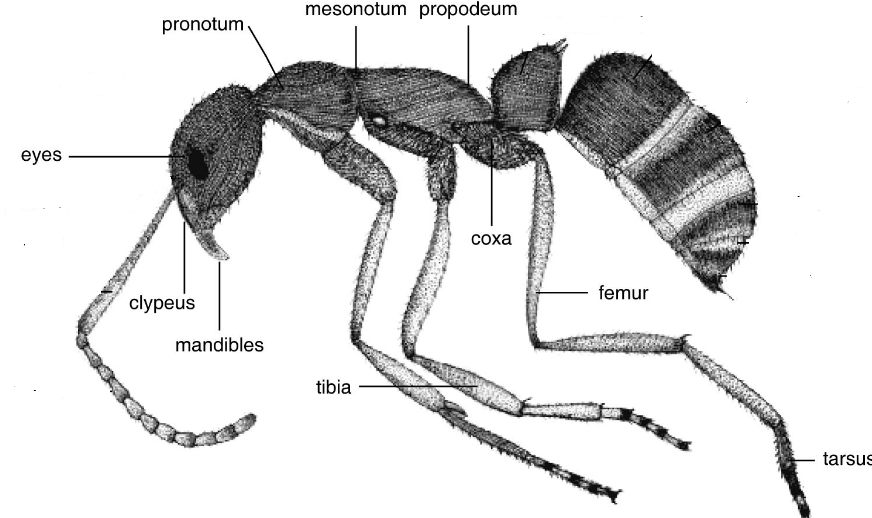 mesonotum propodeum
pronotum
eyes
coxa
clypeus
femur
mandibles
tibia
tarsus